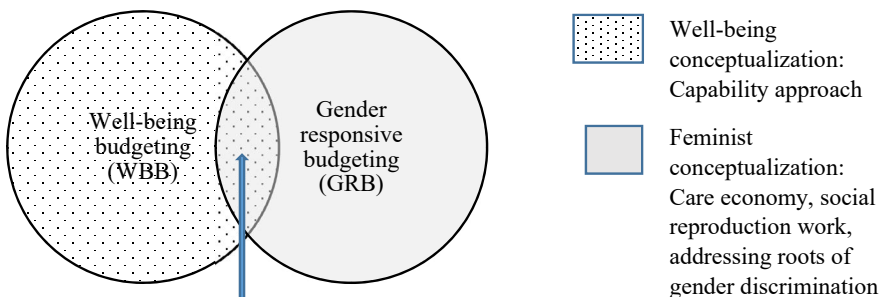 Well-being
budgeting
(WBB)
Gender
responsive
budgeting
(GRB)
Well-being
conceptualization:
Capability approach
Feminist
conceptualization:
Care economy, social
reproduction work,
addressing roots of
gender discrimination